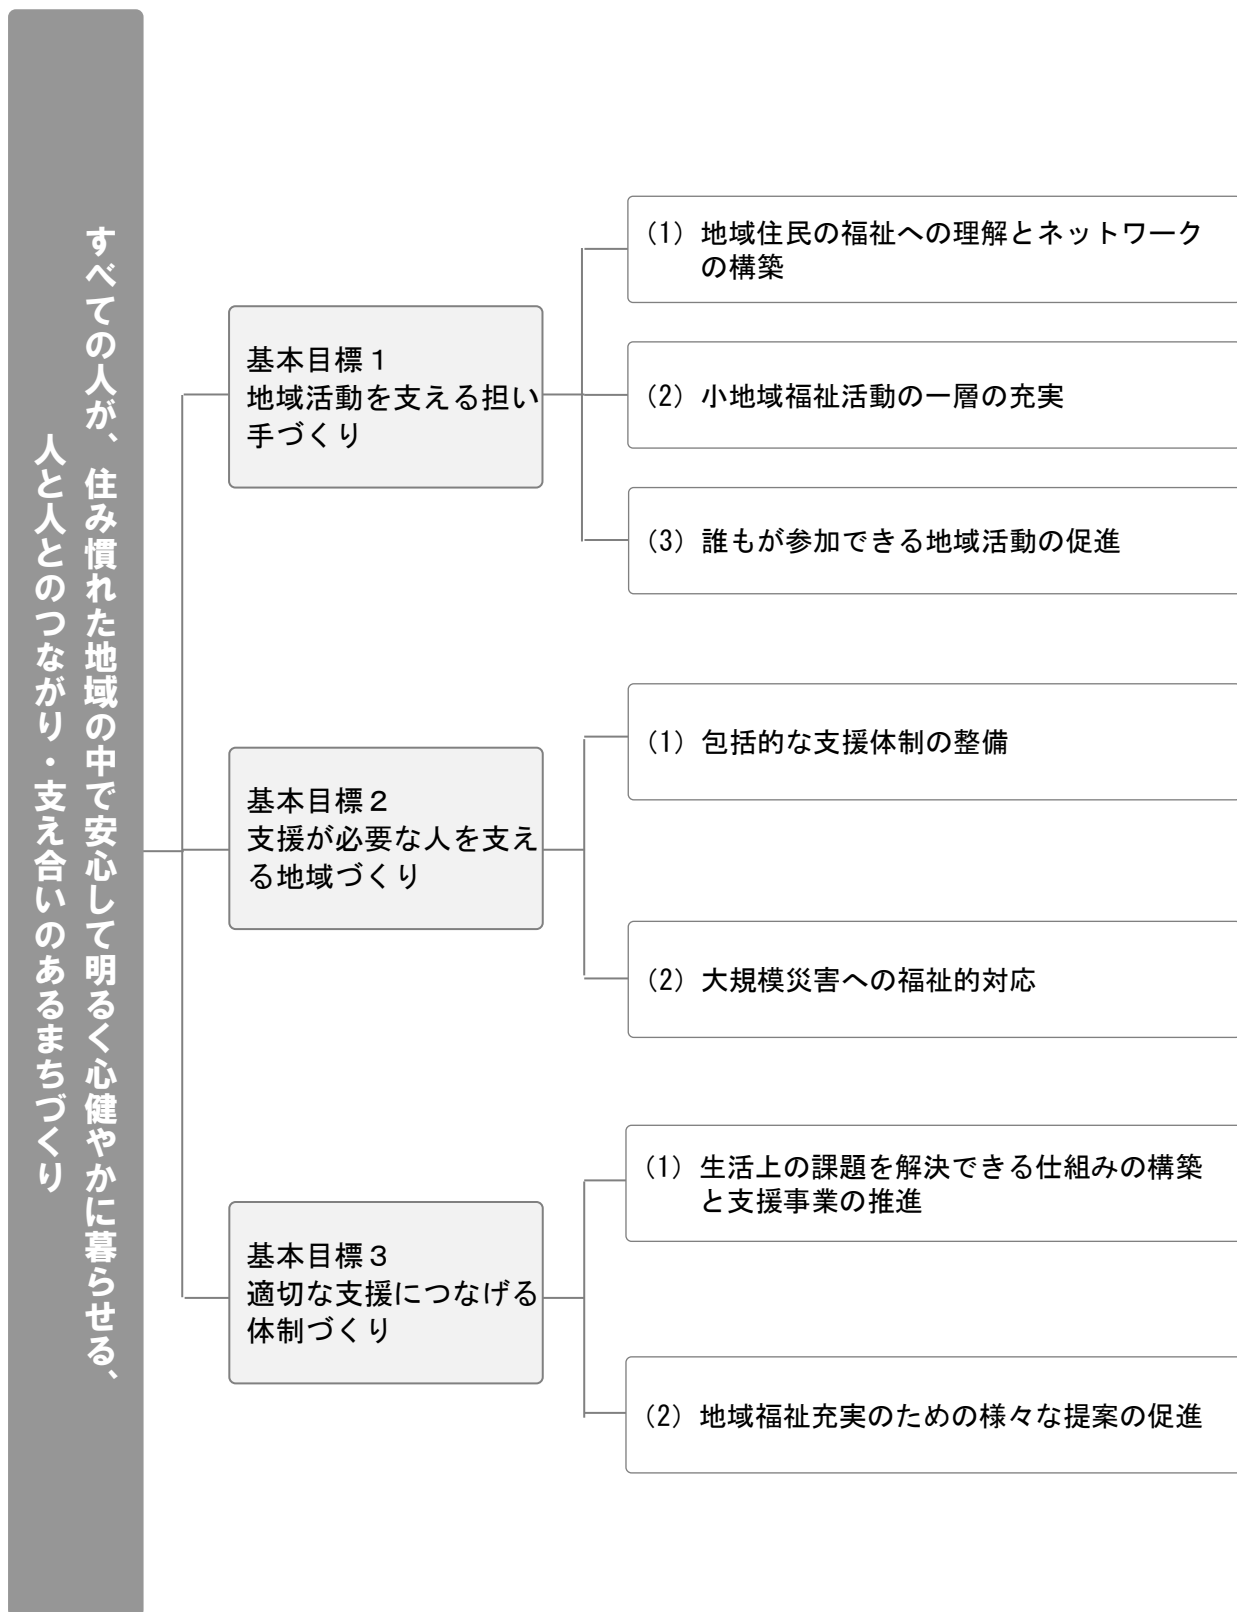 すべての人が、住み慣れた地域の中で安心して明るく心健やかに暮らせる、
人と人とのつながり・支え合いのあるまちづくり
基本目標１
地域活動を支える担い
手づくり
(1) 地域住民の福祉への理解とネットワーク
の構築
(2) 小地域福祉活動の一層の充実
(3) 誰もが参加できる地域活動の促進
基本目標２
支援が必要な人を支え
る地域づくり
(1) 包括的な支援体制の整備
(2) 大規模災害への福祉的対応
基本目標３
適切な支援につなげる
体制づくり
(1) 生活上の課題を解決できる仕組みの構築
と支援事業の推進
(2) 地域福祉充実のための様々な提案の促進